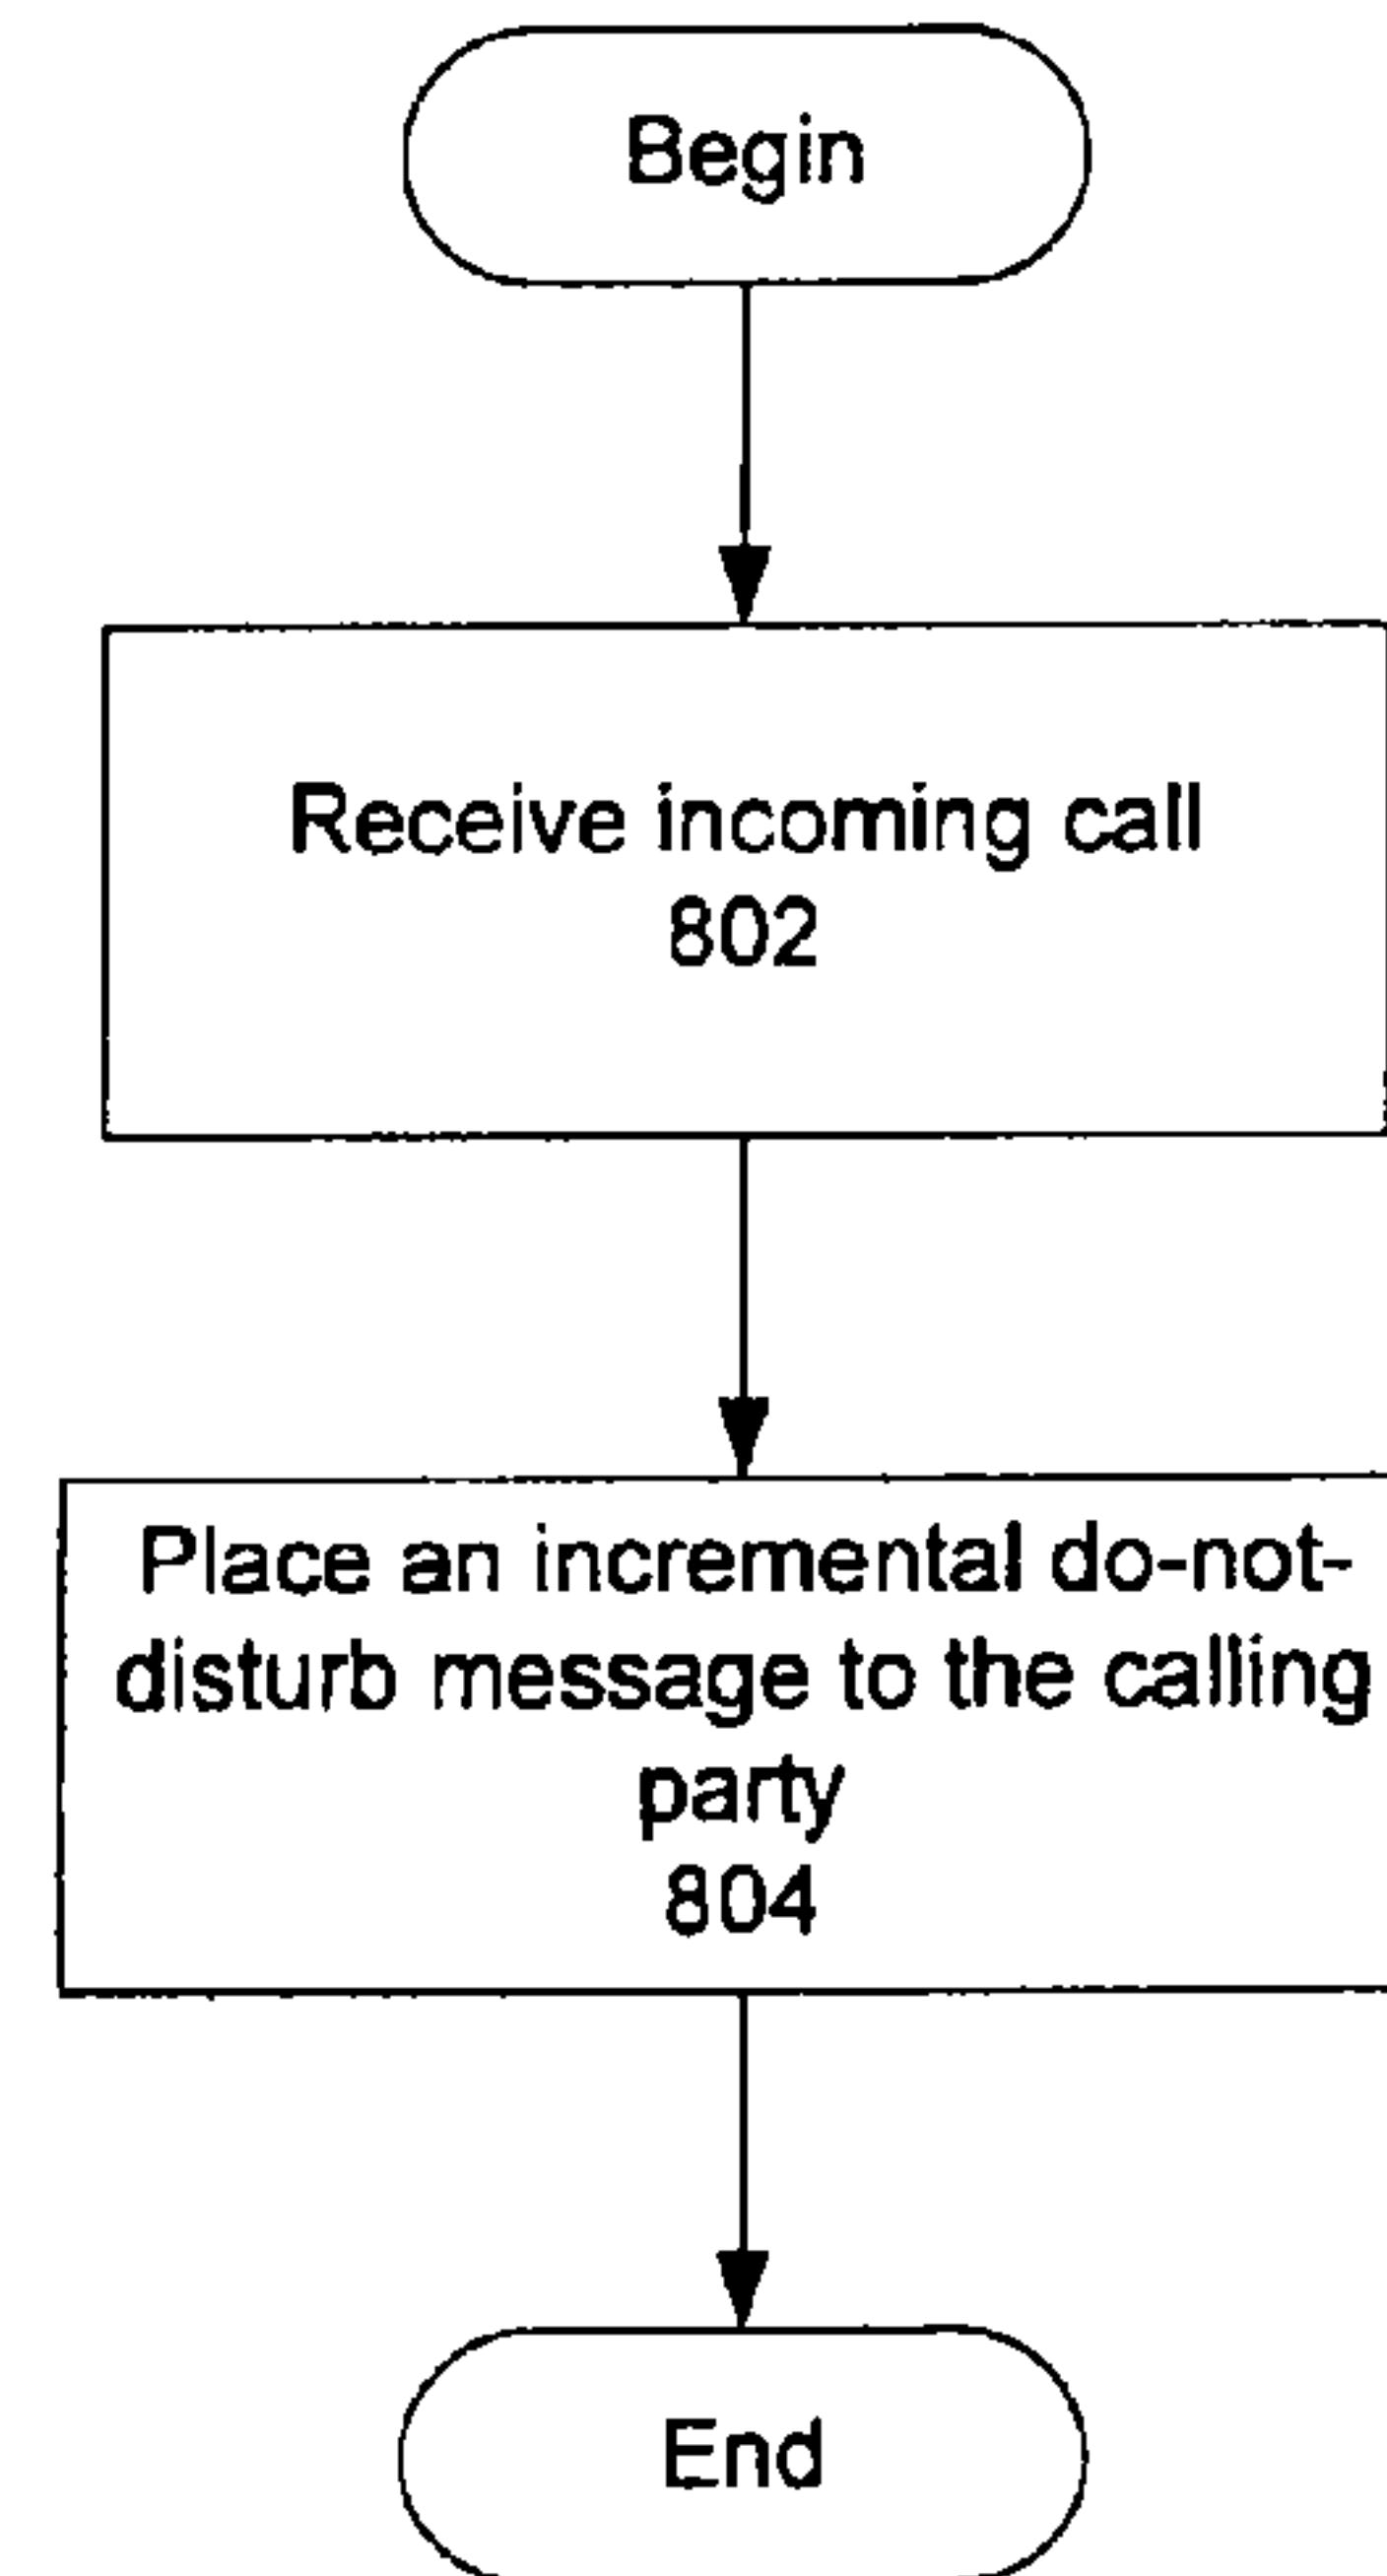 Begin
Receive incoming call
802
Place an incremental do-not-
disturb message to the calling
party
804
End